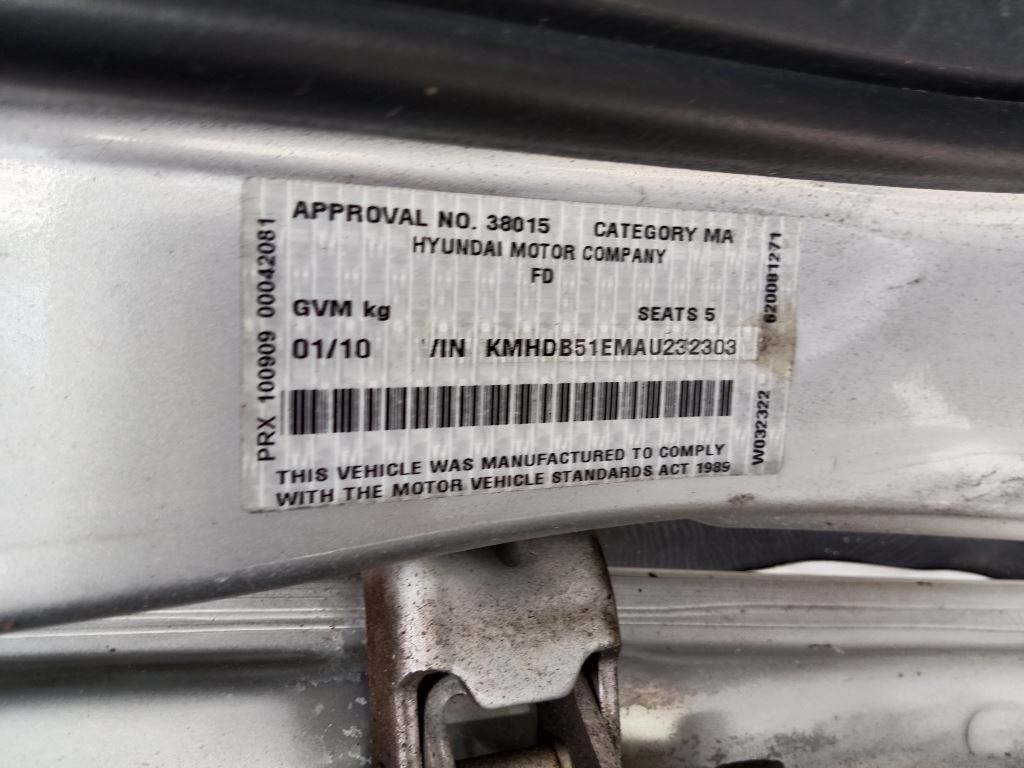 APPROVAL NO. 38015 CATEGORY MA
HYUNDAI MOTOR COMPANY
FD
GVM kg SEATS 5
01/10 VIN KMHDB51EMAU232303
THIS VEHICLE WAS MANUFACTURED TO COMPLY
WITH THE MOTOR VEHICLE STANDARDS ACT 1989
PRX 100909 00042081
W032322 620081271